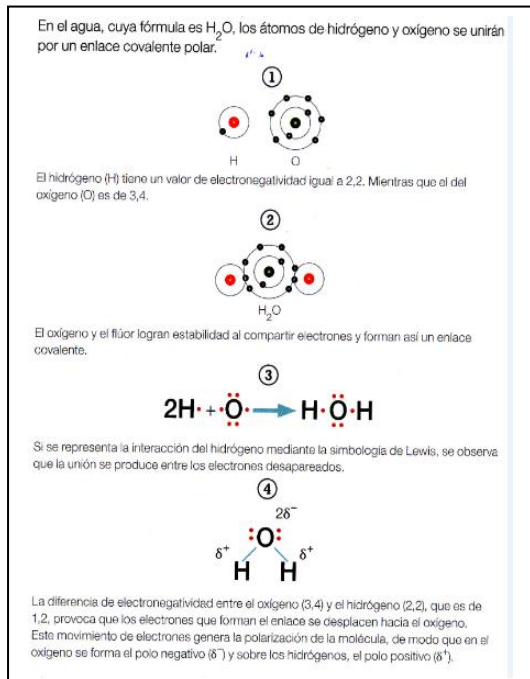 En el agua, cuya fórmula es H₂O, los átomos de hidrógeno y oxígeno se unirán
por un enlace covalente polar.
1
H O
El hidrógeno (H) tiene un valor de electronegatividad igual a 2,2. Mientras que el del
oxígeno (O) es de 3,4.
2
H₂O
El oxígeno y el flúor logran estabilidad al compartir electrones y forman así un enlace
covalente.
3
2H· + ·Ö· → H·Ö·H
Si se representa la interacción del hidrógeno mediante la simbología de Lewis, se observa
que la unión se produce entre los electrones desapareados.
4
2δ⁻
:O:
δ⁺ δ⁺
H H
La diferencia de electronegatividad entre el oxígeno (3,4) y el hidrógeno (2,2), que es de
1,2, provoca que los electrones que forman el enlace se desplacen hacia el oxígeno.
Este movimiento de electrones genera la polarización de la molécula, de modo que en el
oxígeno se forma el polo negativo (δ⁻) y sobre los hidrógenos, el polo positivo (δ⁺).